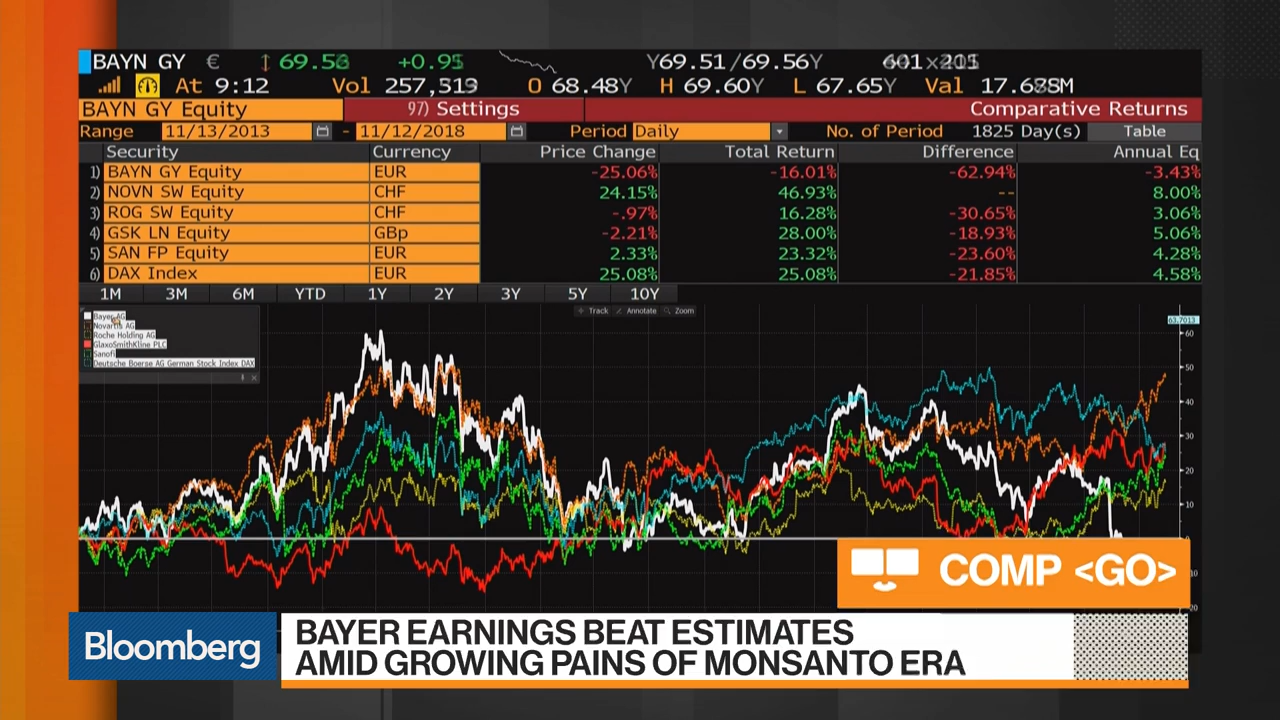 BAYN GY € ↕ +0.95 Y69.51/69.56Y
At 9:12 Vol O 68.48Y H 69.60Y L 67.65Y Val
BAYN GY Equity 97) Settings Comparative Returns
Range 11/13/2013 - 11/12/2018 Period Daily No. of Period 1825 Day(s) Table
Security Currency Price Change Total Return Difference Annual Eq
1) BAYN GY Equity EUR -25.06% -16.01% -62.94% -3.43%
2) NOVN SW Equity CHF 24.15% 46.93% -- 8.00%
3) ROG SW Equity CHF -.97% 16.28% -30.65% 3.06%
4) GSK LN Equity GBp -2.21% 28.00% -18.93% 5.06%
5) SAN FP Equity EUR 2.33% 23.32% -23.60% 4.28%
6) DAX Index EUR 25.08% 25.08% -21.85% 4.58%
1M 3M 6M YTD 1Y 2Y 3Y 5Y 10Y
Track Annotate Zoom
Bayer AG
Novartis AG
Roche Holding AG
GlaxoSmithKline PLC
Sanofi
Deutsche Boerse AG German Stock Index DAX
63.7013
60
50
40
30
20
10
0
COMP <GO>
Bloomberg
BAYER EARNINGS BEAT ESTIMATES
AMID GROWING PAINS OF MONSANTO ERA